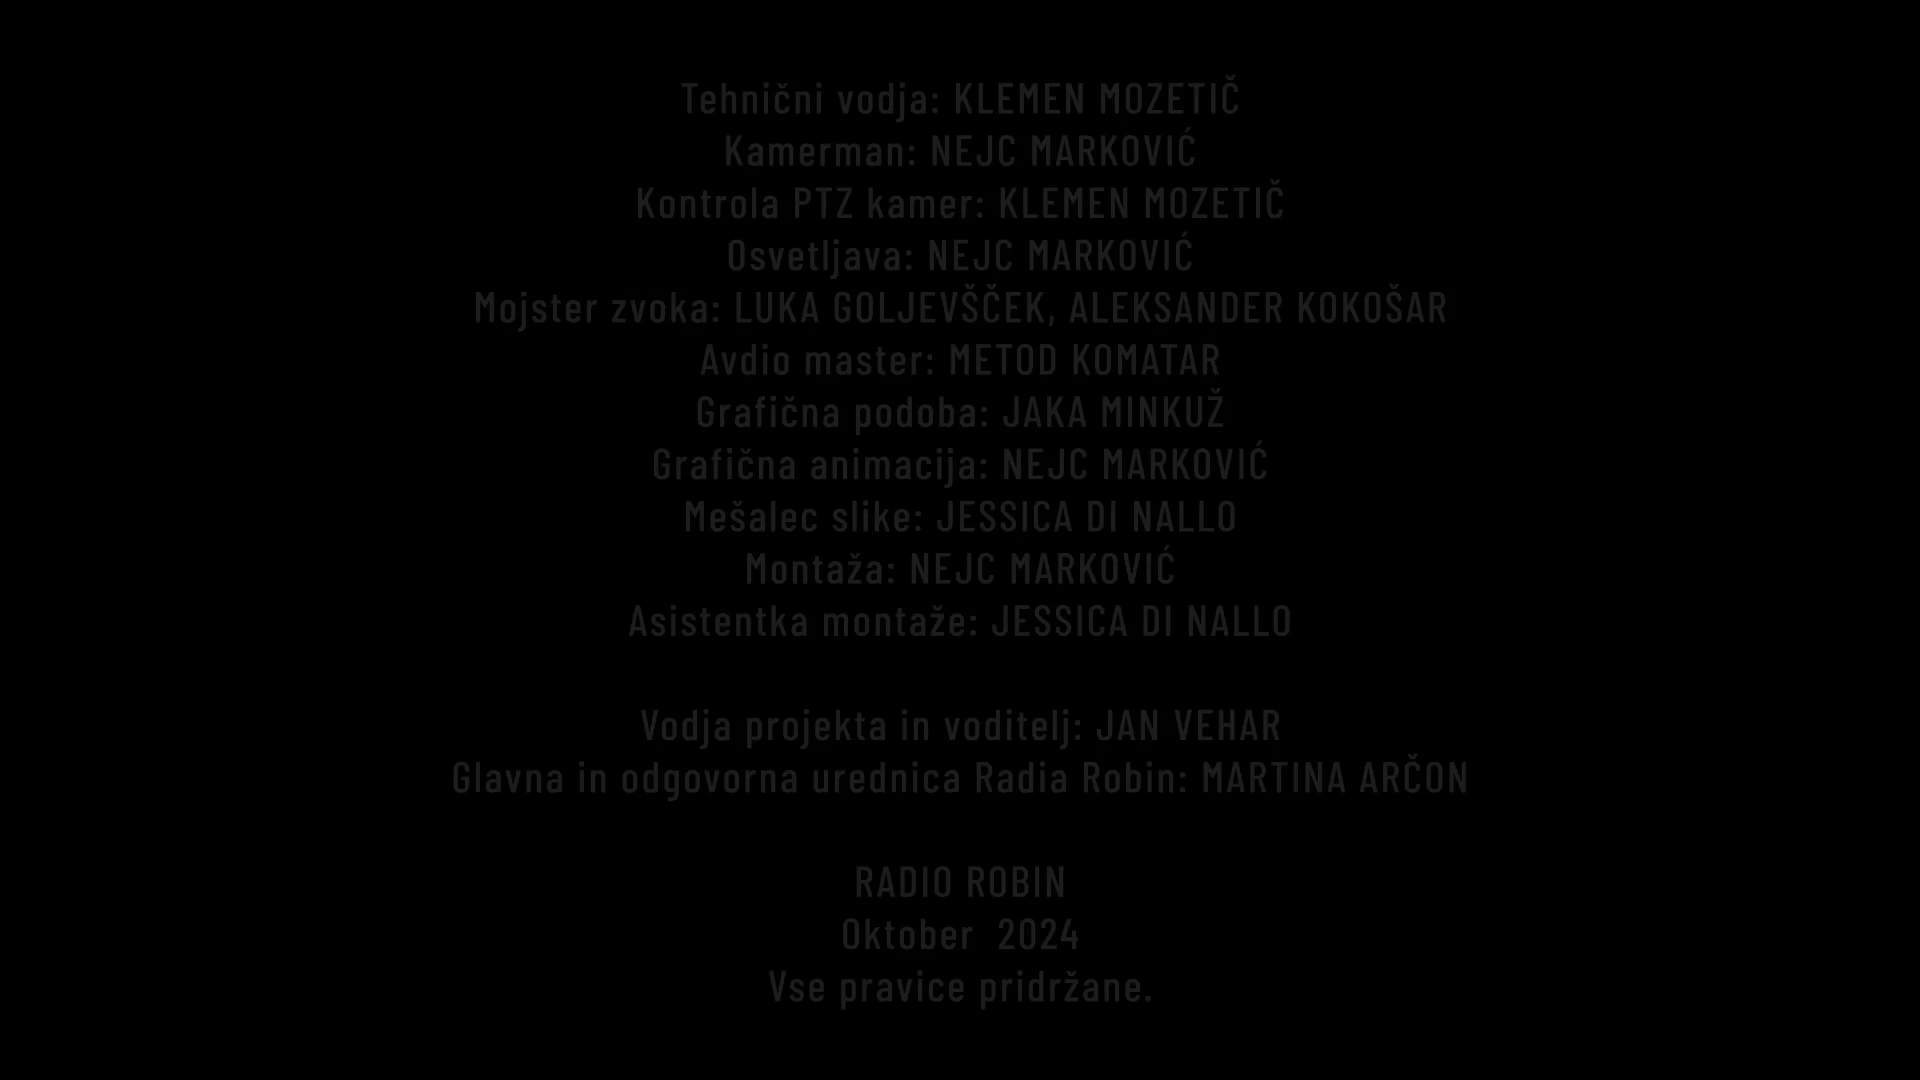 Tehnični vodja: KLEMEN MOZETIČ
Kamerman: NEJC MARKOVIĆ
Kontrola PTZ kamer: KLEMEN MOZETIČ
Osvetljava: NEJC MARKOVIĆ
Mojster zvoka: LUKA GOLJEVŠČEK, ALEKSANDER KOKOŠAR
Avdio master: METOD KOMATAR
Grafična podoba: JAKA MINKUŽ
Grafična animacija: NEJC MARKOVIĆ
Mešalec slike: JESSICA DI NALLO
Montaža: NEJC MARKOVIĆ
Asistentka montaže: JESSICA DI NALLO
Vodja projekta in voditelj: JAN VEHAR
Glavna in odgovorna urednica Radia Robin: MARTINA ARČON
RADIO ROBIN
Oktober  2024
Vse pravice pridržane.